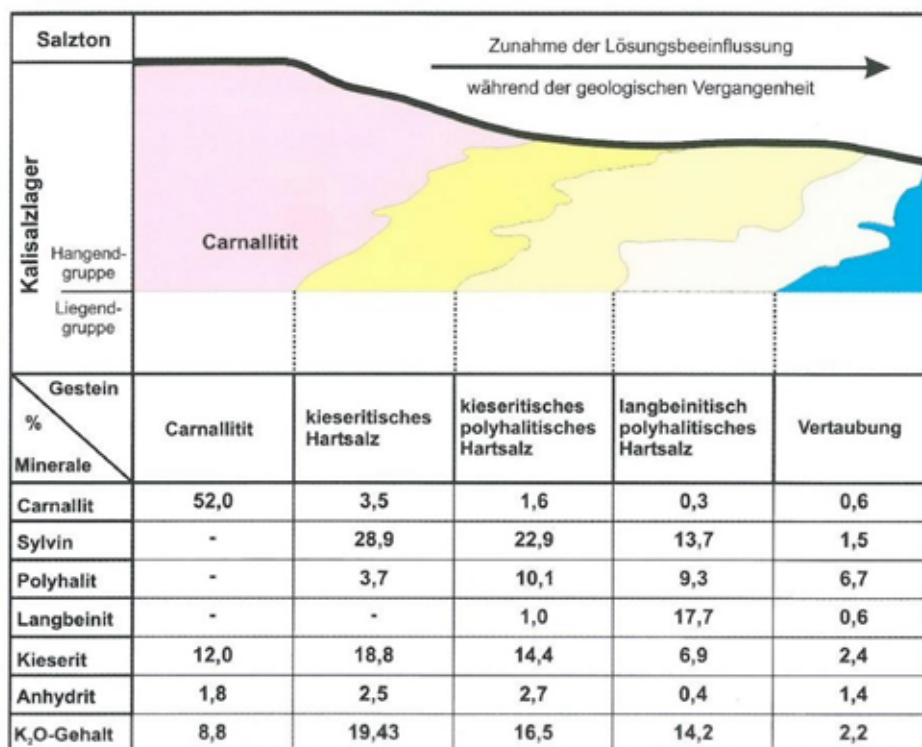 Salzton
Zunahme der Lösungsbeeinflussung
während der geologischen Vergangenheit
Kalisalzlager
Carnallitit
Hangend-
gruppe
Liegend-
gruppe
Gestein
%
Minerale
Carnallitit
kieseritisches
Hartsalz
kieseritisches
polyhalitisches
Hartsalz
langbeinitisch
polyhalitisches
Hartsalz
Vertaubung
Carnallit 52,0 3,5 1,6 0,3 0,6
Sylvin - 28,9 22,9 13,7 1,5
Polyhalit - 3,7 10,1 9,3 6,7
Langbeinit - - 1,0 17,7 0,6
Kieserit 12,0 18,8 14,4 6,9 2,4
Anhydrit 1,8 2,5 2,7 0,4 1,4
K₂O-Gehalt 8,8 19,43 16,5 14,2 2,2